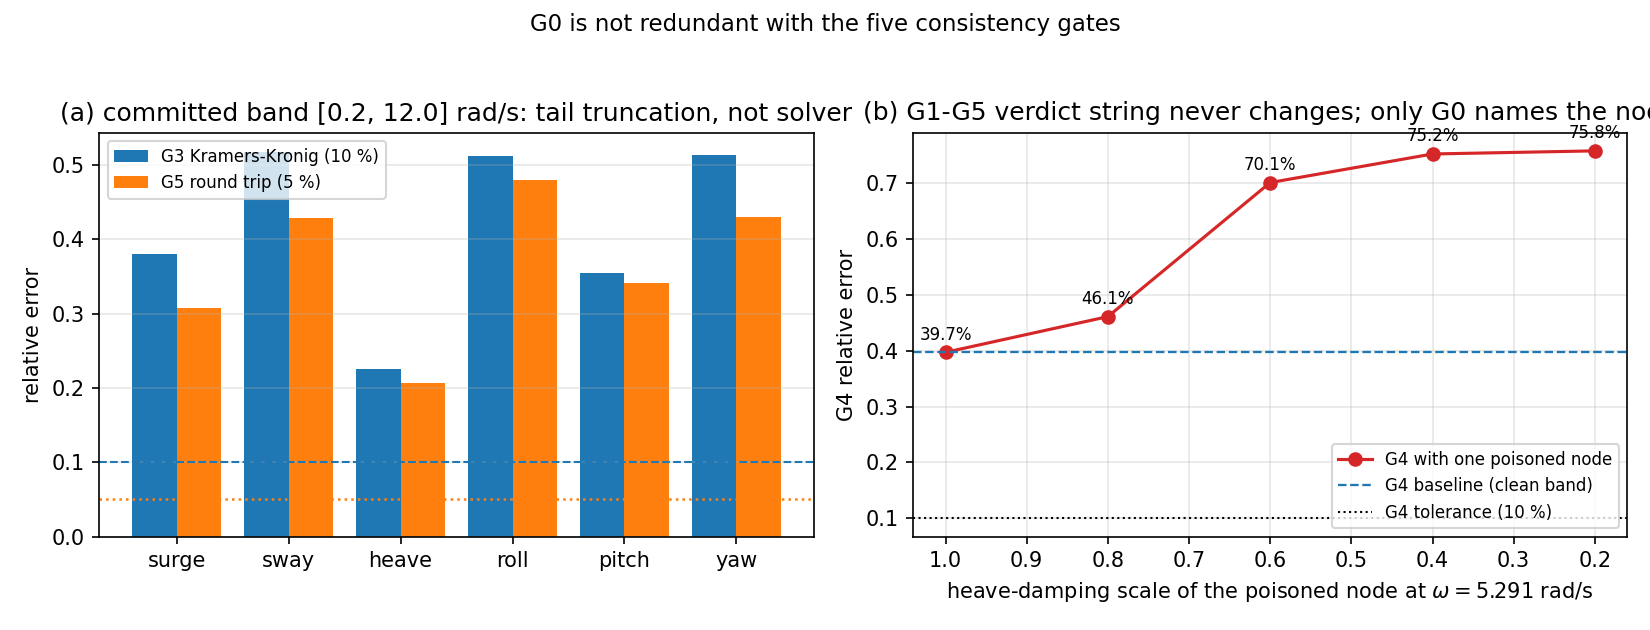 G0 is not redundant with the five consistency gates
(a) committed band [0.2, 12.0] rad/s: tail truncation, not solver
G3 Kramers-Kronig (10 %)
G5 round trip (5 %)
relative error
0.5
0.4
0.3
0.2
0.1
0.0
surge sway heave roll pitch yaw
(b) G1-G5 verdict string never changes; only G0 names the
39.7%
46.1%
70.1%
75.2%
75.8%
G4 relative error
0.7
0.6
0.5
0.4
0.3
0.2
0.1
G4 with one poisoned node
G4 baseline (clean band)
G4 tolerance (10 %)
1.0 0.9 0.8 0.7 0.6 0.5 0.4 0.3 0.2
heave-damping scale of the poisoned node at ω = 5.291 rad/s